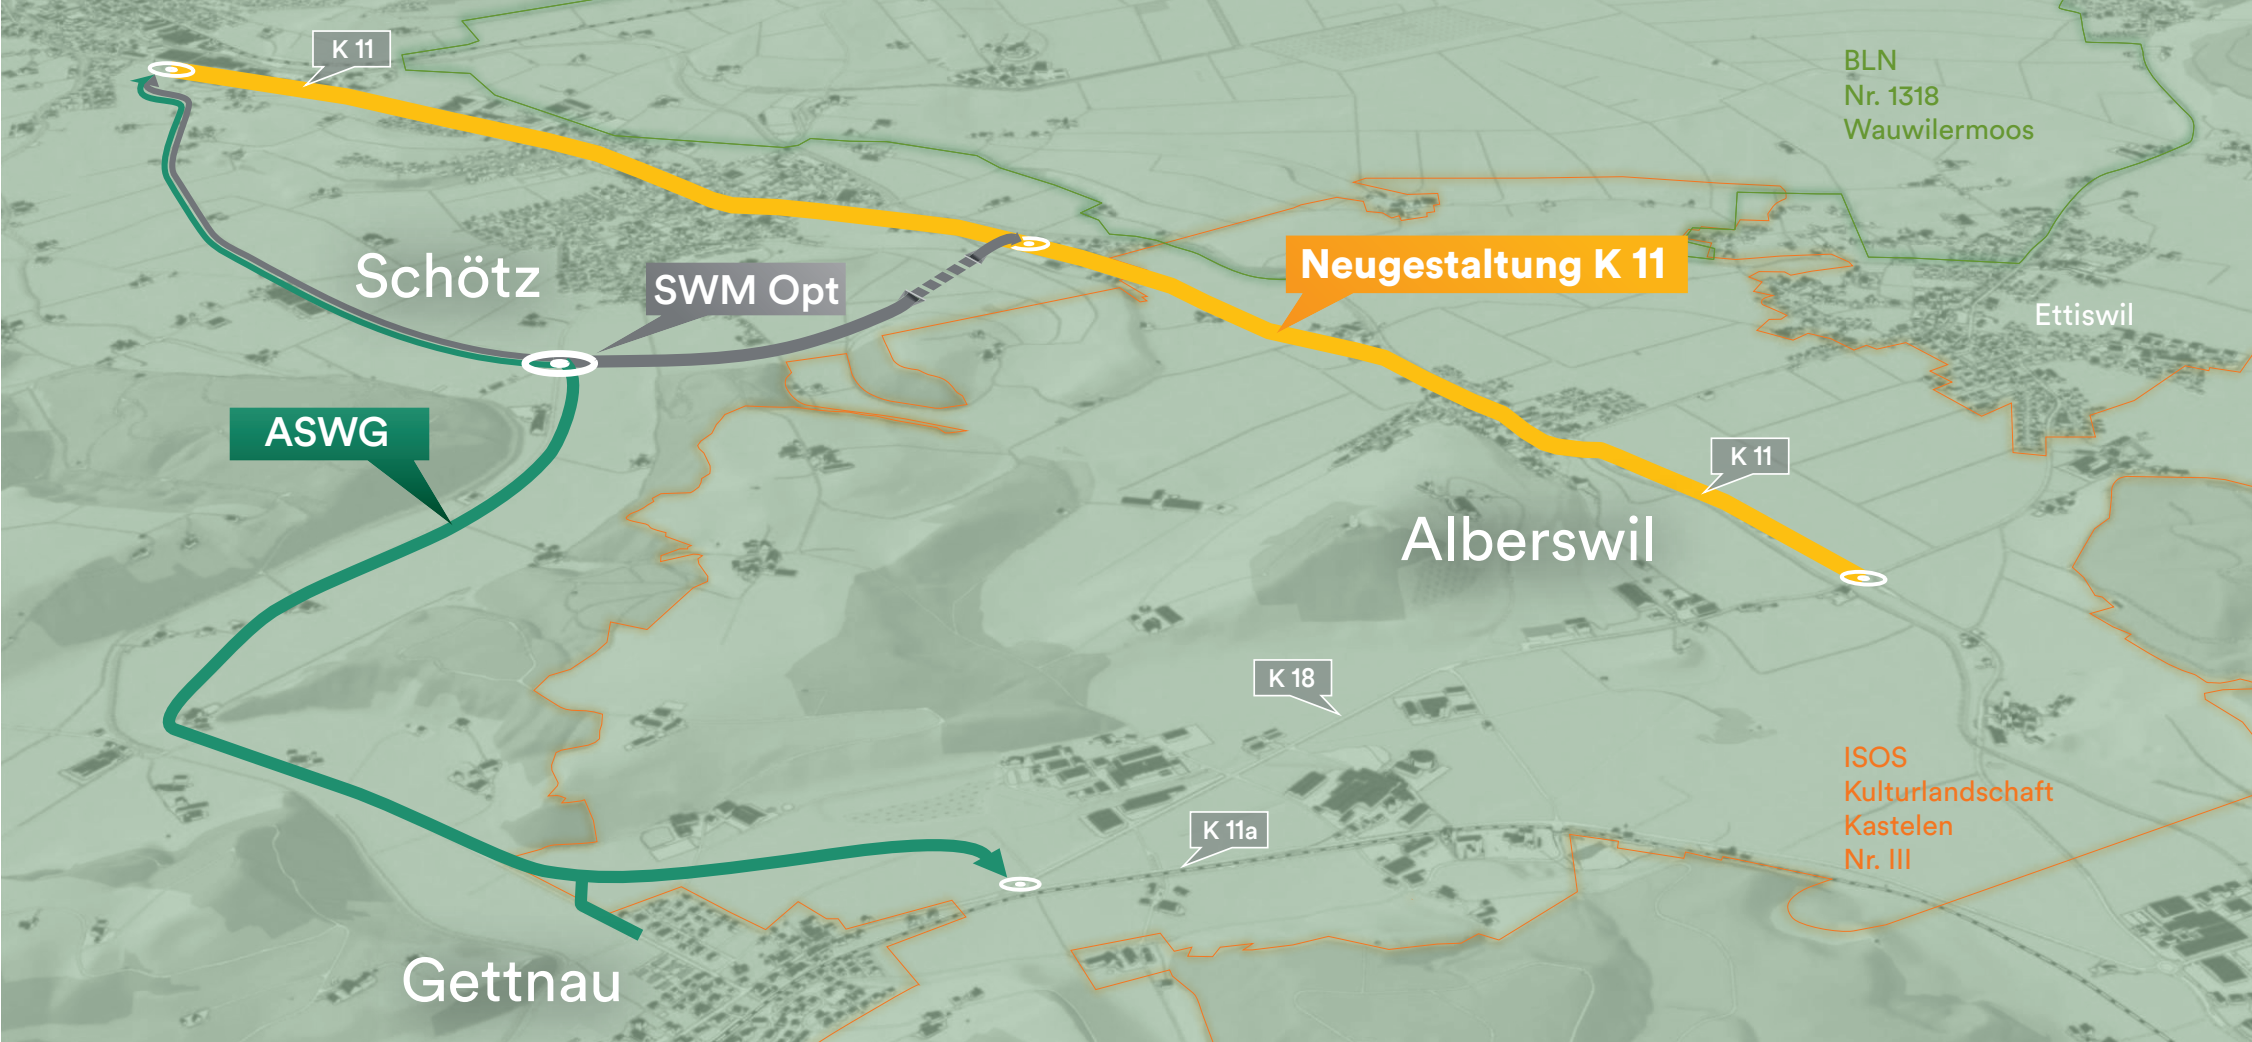 K 11
BLN
Nr. 1318
Wauwilermoos
Schötz
SWM Opt
Neugestaltung K 11
Ettiswil
ASWG
K 11
Alberswil
K 18
ISOS
Kulturlandschaft
Kastelen
Nr. III
K 11a
Gettnau